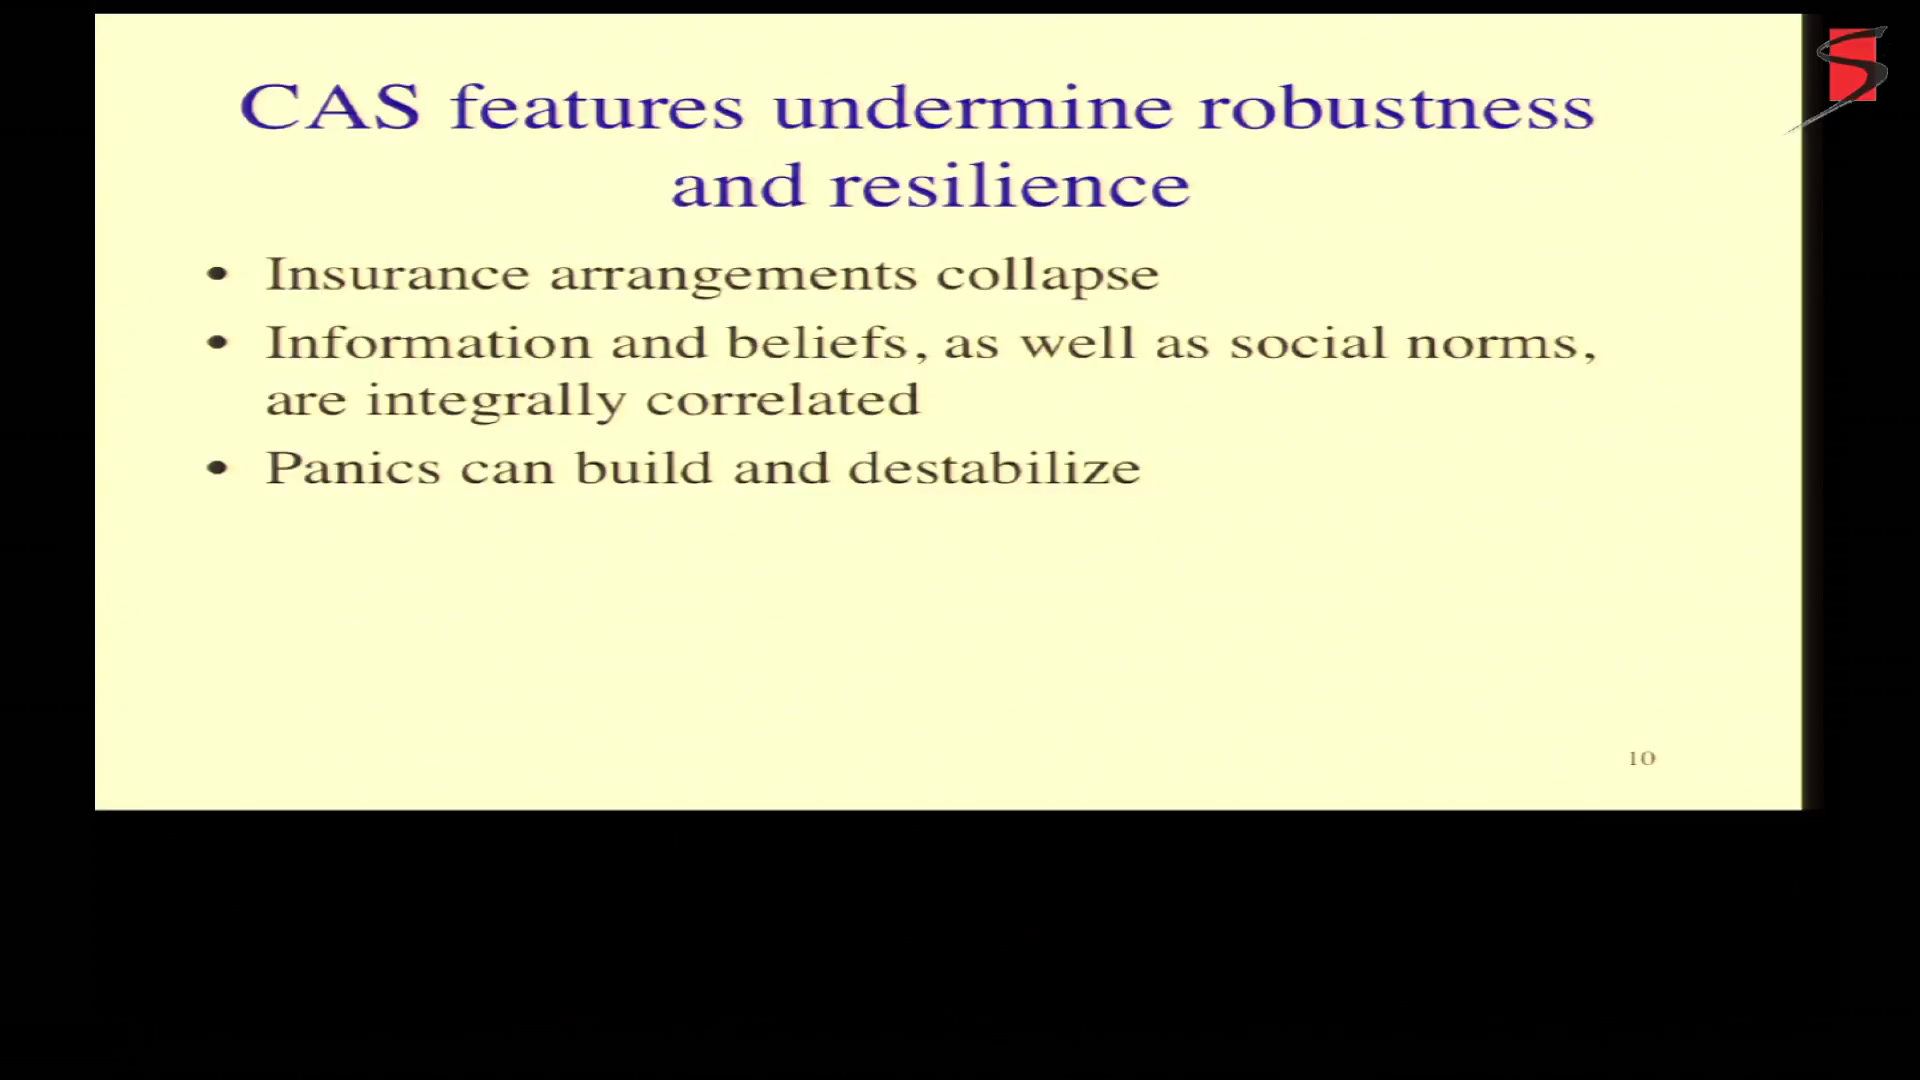 CAS features undermine robustness
and resilience
• Insurance arrangements collapse
• Information and beliefs, as well as social norms,
are integrally correlated
• Panics can build and destabilize
10